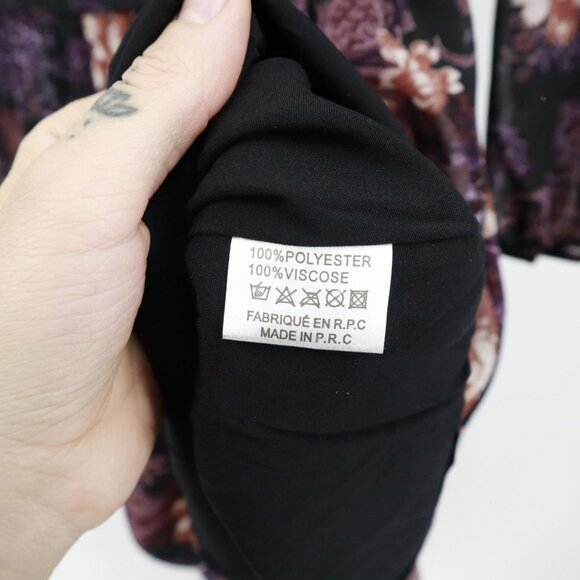 100%POLYESTER
100%VISCOSE
FABRIQUÉ EN R.P.C
MADE IN P.R.C